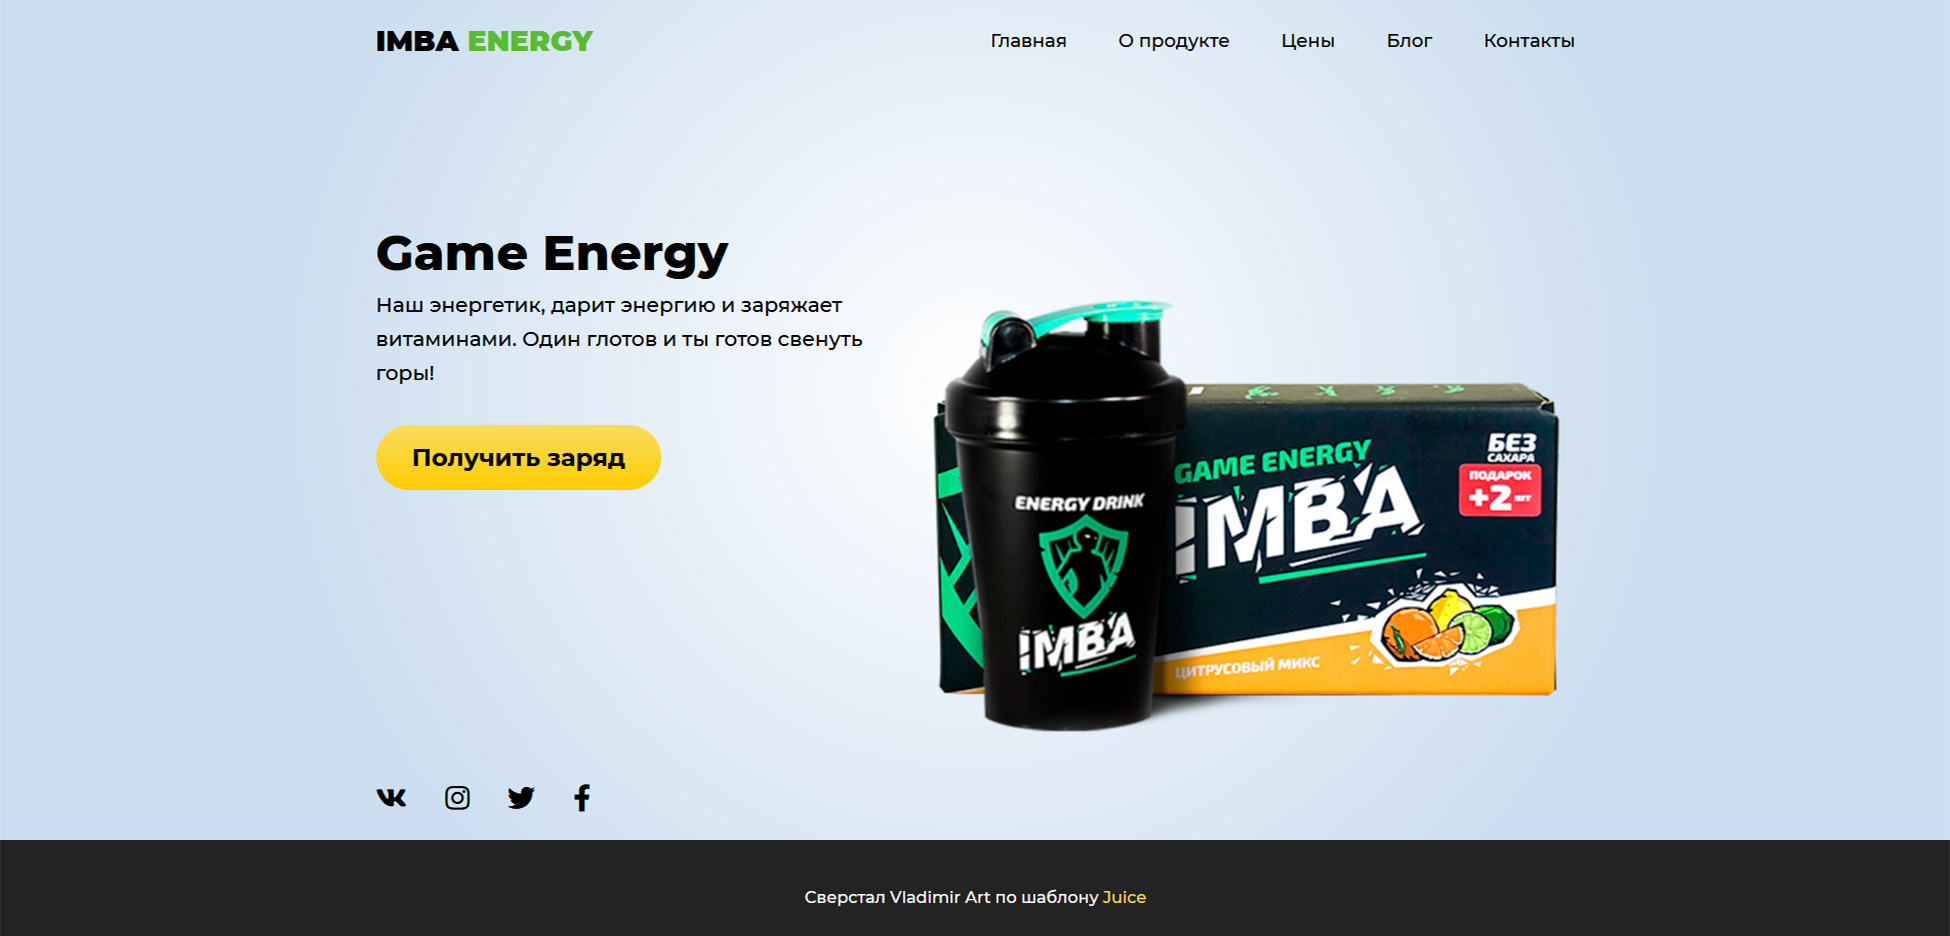 IMBA ENERGY
Главная О продукте Цены Блог Контакты
Game Energy
Наш энергетик, дарит энергию и заряжает
витаминами. Один глотов и ты готов свенуть
горы!
Получить заряд
ENERGY DRINK
IMBA
GAME ENERGY
IMBA
БЕЗ
САХАРА
ПОДАРОК
+2 шт
ЦИТРУСОВЫЙ МИКС
Сверстал Vladimir Art по шаблону Juice